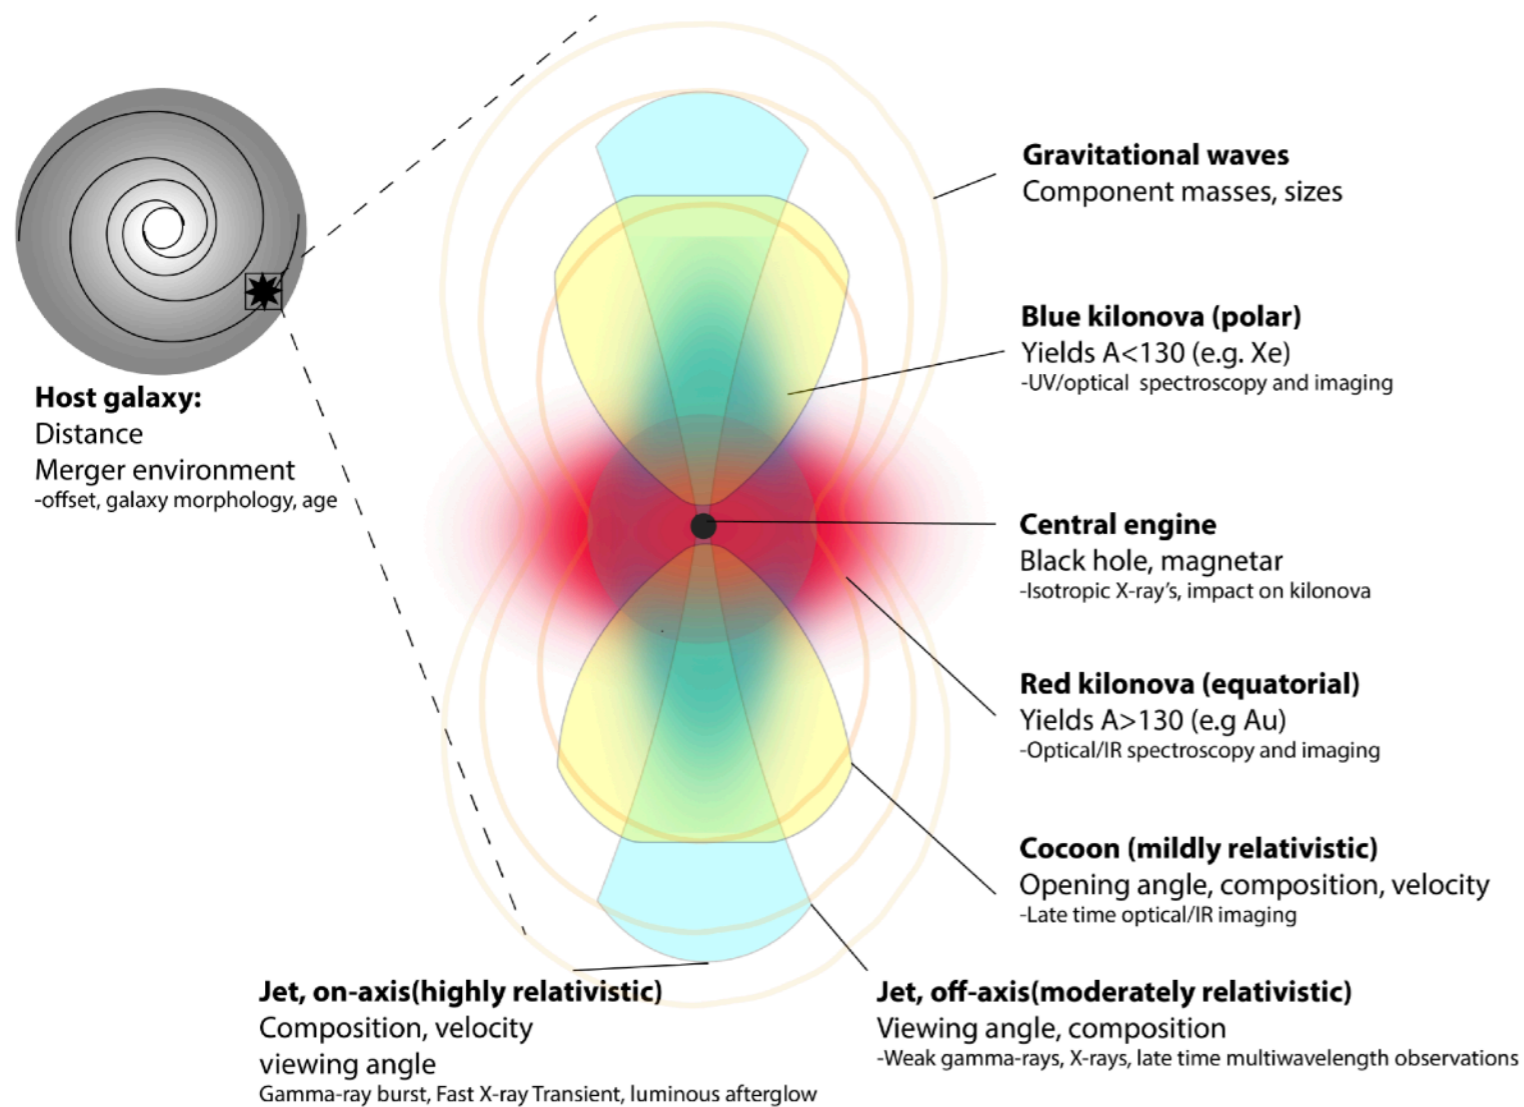 Gravitational waves
Component masses, sizes
Blue kilonova (polar)
Yields A<130 (e.g. Xe)
-UV/optical spectroscopy and imaging
Host galaxy:
Distance
Merger environment
-offset, galaxy morphology, age
Central engine
Black hole, magnetar
-Isotropic X-ray's, impact on kilonova
Red kilonova (equatorial)
Yields A>130 (e.g Au)
-Optical/IR spectroscopy and imaging
Cocoon (mildly relativistic)
Opening angle, composition, velocity
-Late time optical/IR imaging
Jet, on-axis(highly relativistic)
Composition, velocity
viewing angle
Gamma-ray burst, Fast X-ray Transient, luminous afterglow
Jet, off-axis(moderately relativistic)
Viewing angle, composition
-Weak gamma-rays, X-rays, late time multiwavelength observations